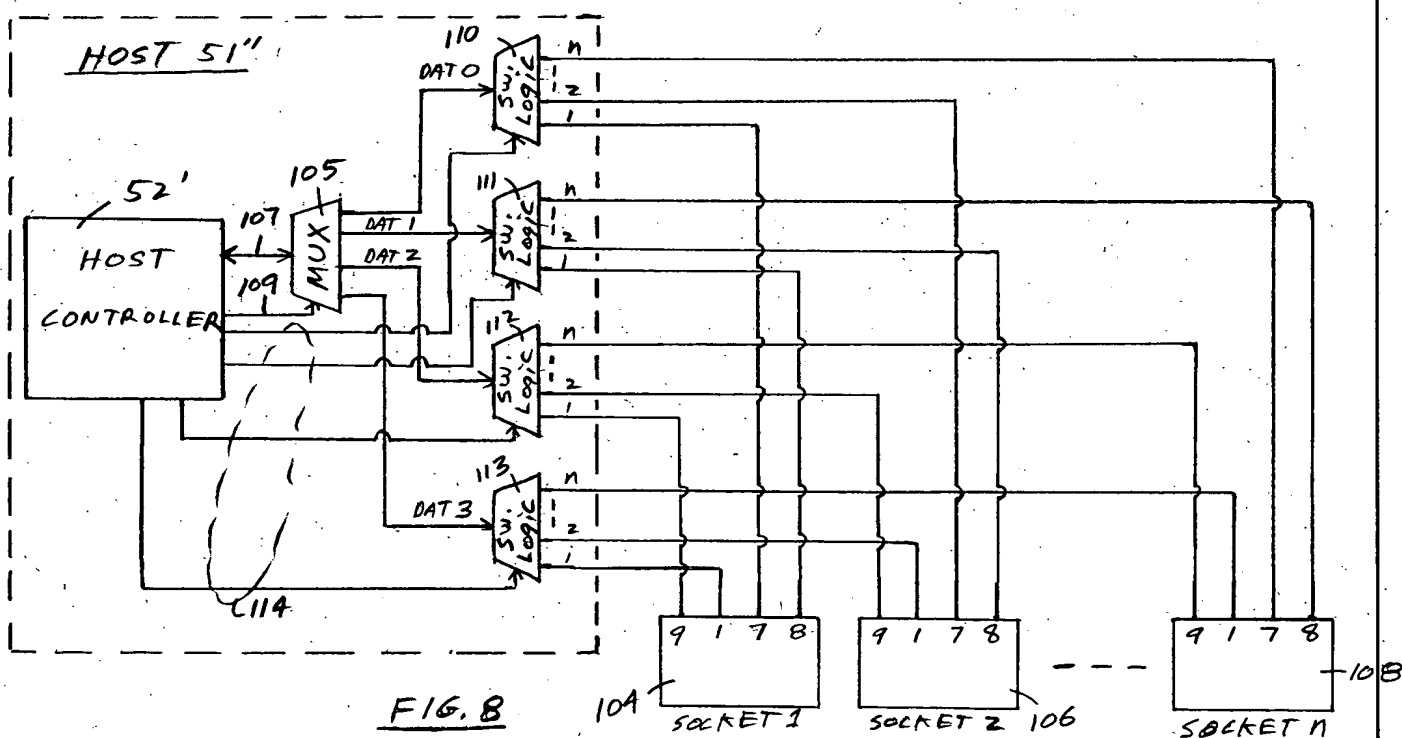 HOST 51"
110
DAT 0
SW. LOGIC
n
2
1
52'
HOST CONTROLLER
107
109
105
MUX
DAT 1
DAT 2
111
SW. LOGIC
n
2
1
112
SW. LOGIC
n
2
1
113
DAT 3
SW. LOGIC
n
2
1
114
9 1 7 8
9 1 7 8
9 1 7 8
104
106
108
SOCKET 1
SOCKET 2
SOCKET n
FIG. 8